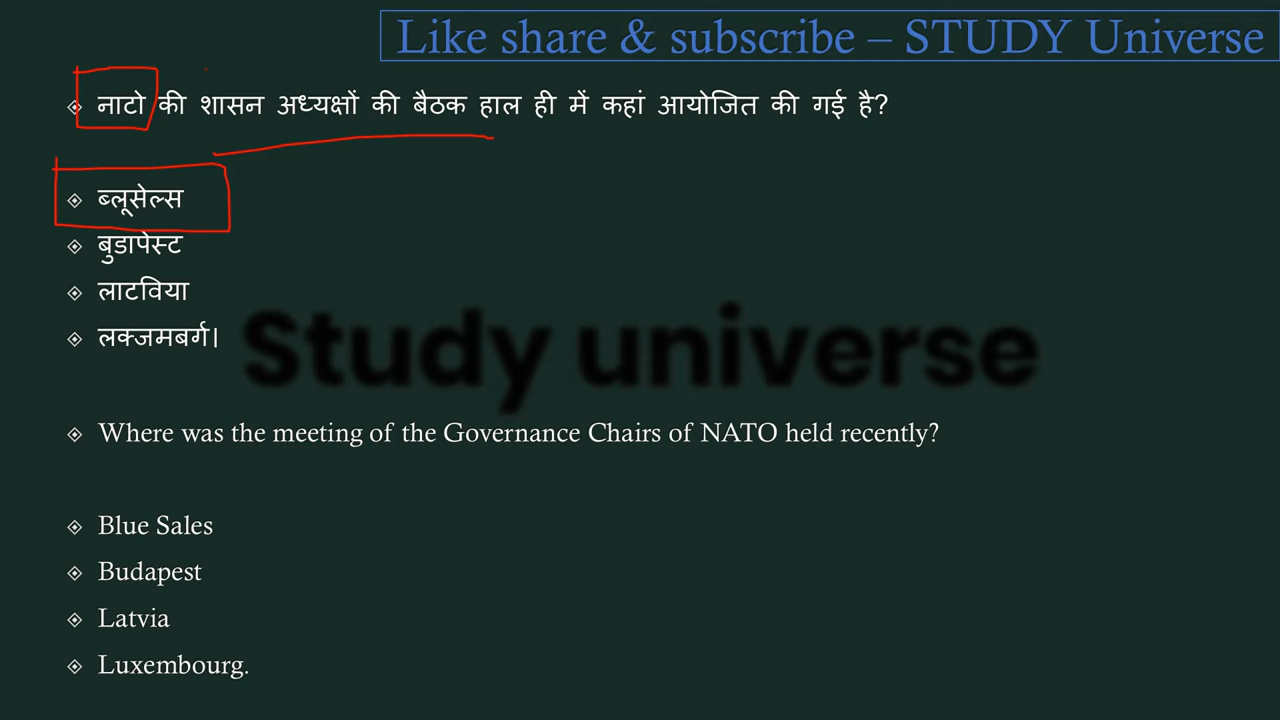 Like share & subscribe – STUDY Universe
नाटो की शासन अध्यक्षों की बैठक हाल ही में कहां आयोजित की गई है?
ब्लूसेल्स
बुडापेस्ट
लाटविया
लक्जमबर्ग।
Study universe
Where was the meeting of the Governance Chairs of NATO held recently?
Blue Sales
Budapest
Latvia
Luxembourg.